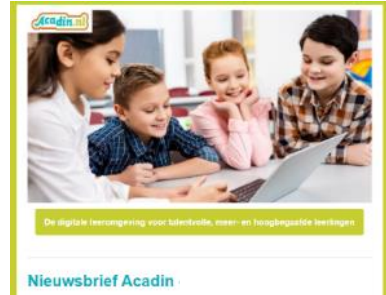 Acadin.nl
De digitale leeromgeving voor talentvolle, meer- en hoogbegaafde leerlingen
Nieuwsbrief Acadin